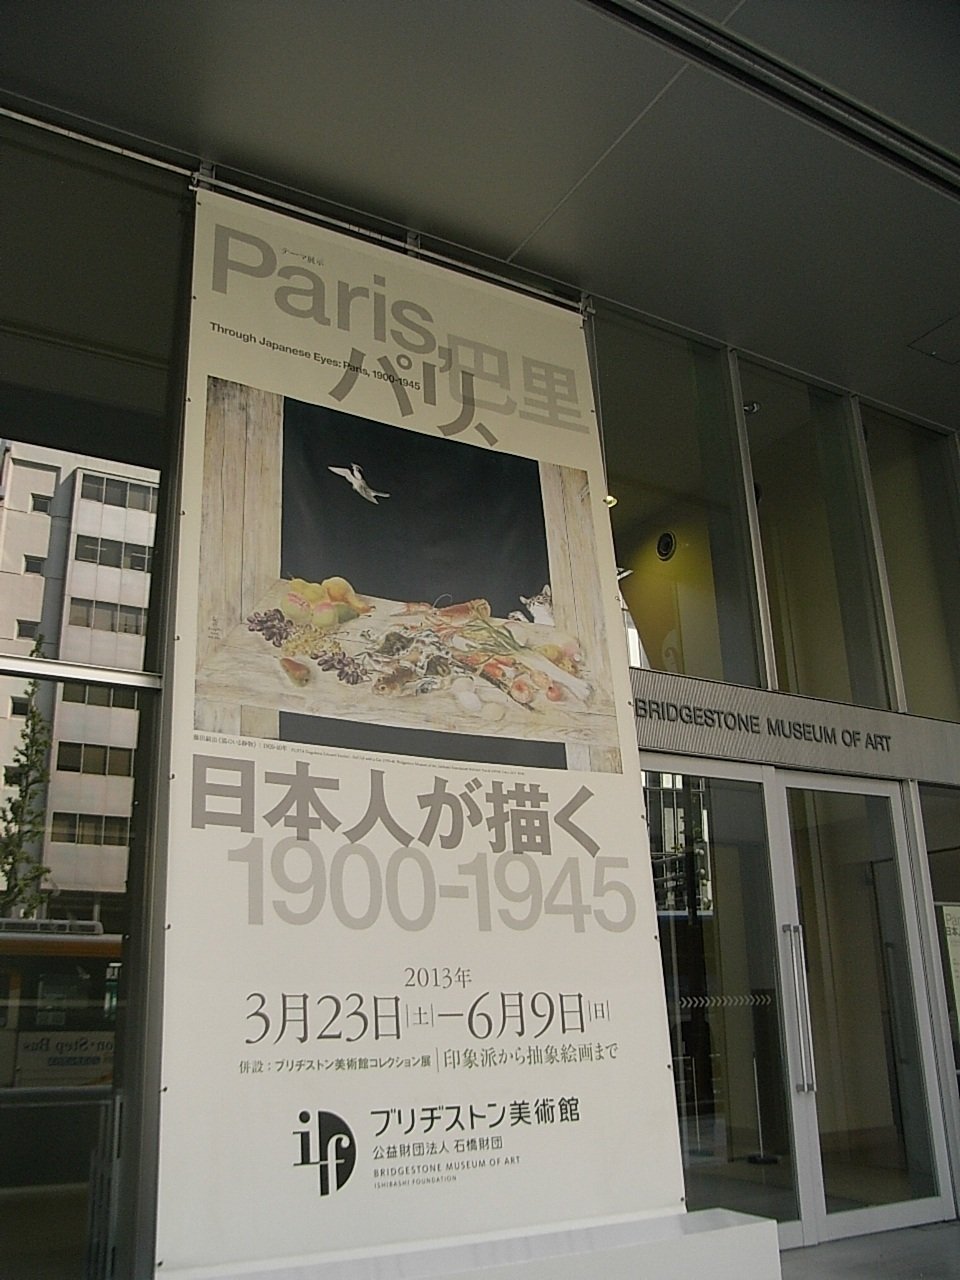 テーマ展示
Paris,巴里
Through Japanese Eyes: Paris, 1900-1945
パリ、
日本人が描く
1900-1945
2013年
3月23日|土|—6月9日|日|
併設：ブリヂストン美術館コレクション展|印象派から抽象絵画まで
if
ブリヂストン美術館
公益財団法人 石橋財団
BRIDGESTONE MUSEUM OF ART
ISHIBASHI FOUNDATION
BRIDGESTONE MUSEUM OF ART